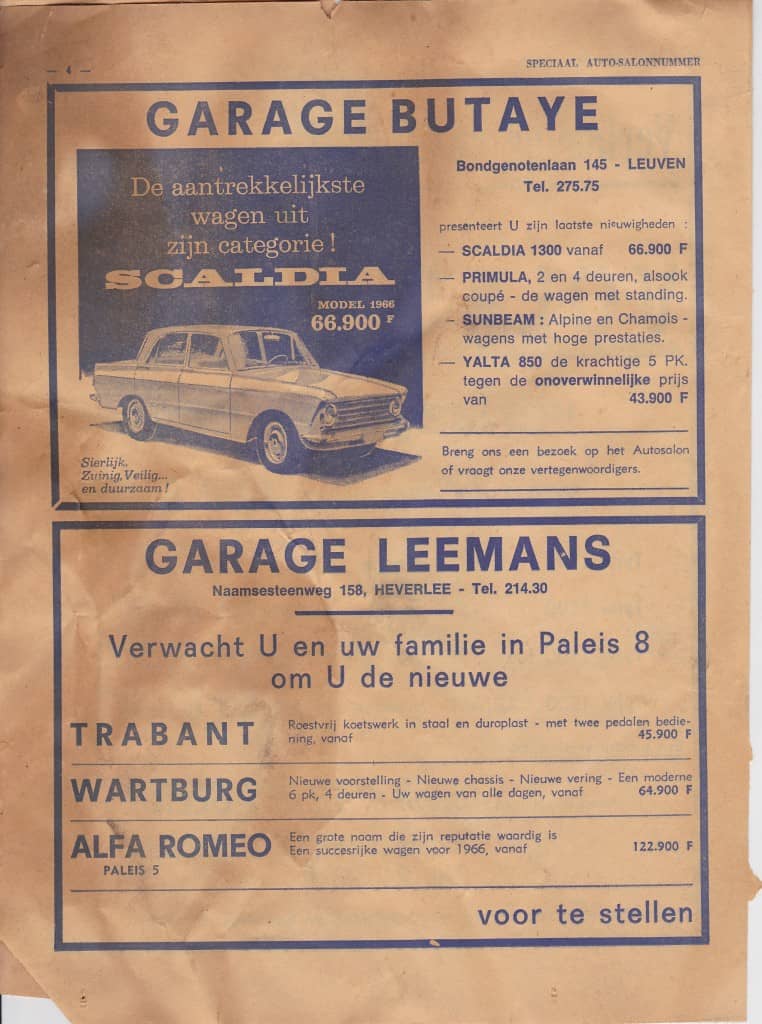 — 4 —
SPECIAAL AUTO-SALONNUMMER
GARAGE BUTAYE
De aantrekkelijkste
wagen uit
zijn categorie !
SCALDIA
MODEL 1966
66.900 F
Sierlijk,
Zuinig, Veilig...
en duurzaam !
Bondgenotenlaan 145 - LEUVEN
Tel. 275.75
presenteert U zijn laatste nieuwigheden :
— SCALDIA 1300 vanaf 66.900 F
— PRIMULA, 2 en 4 deuren, alsook
coupé - de wagen met standing.
— SUNBEAM : Alpine en Chamois -
wagens met hoge prestaties.
— YALTA 850 de krachtige 5 PK.
tegen de onoverwinnelijke prijs
van 43.900 F
Breng ons een bezoek op het Autosalon
of vraagt onze vertegenwoordigers.
GARAGE LEEMANS
Naamsesteenweg 158, HEVERLEE - Tel. 214.30
Verwacht U en uw familie in Paleis 8
om U de nieuwe
TRABANT
Roestvrij koetswerk in staal en duroplast - met twee pedalen bedie-
ning, vanaf 45.900 F
WARTBURG
Nieuwe voorstelling - Nieuwe chassis - Nieuwe vering - Een moderne
6 pk, 4 deuren - Uw wagen van alle dagen, vanaf 64.900 F
ALFA ROMEO
PALEIS 5
Een grote naam die zijn reputatie waardig is
Een succesrijke wagen voor 1966, vanaf 122.900 F
voor te stellen